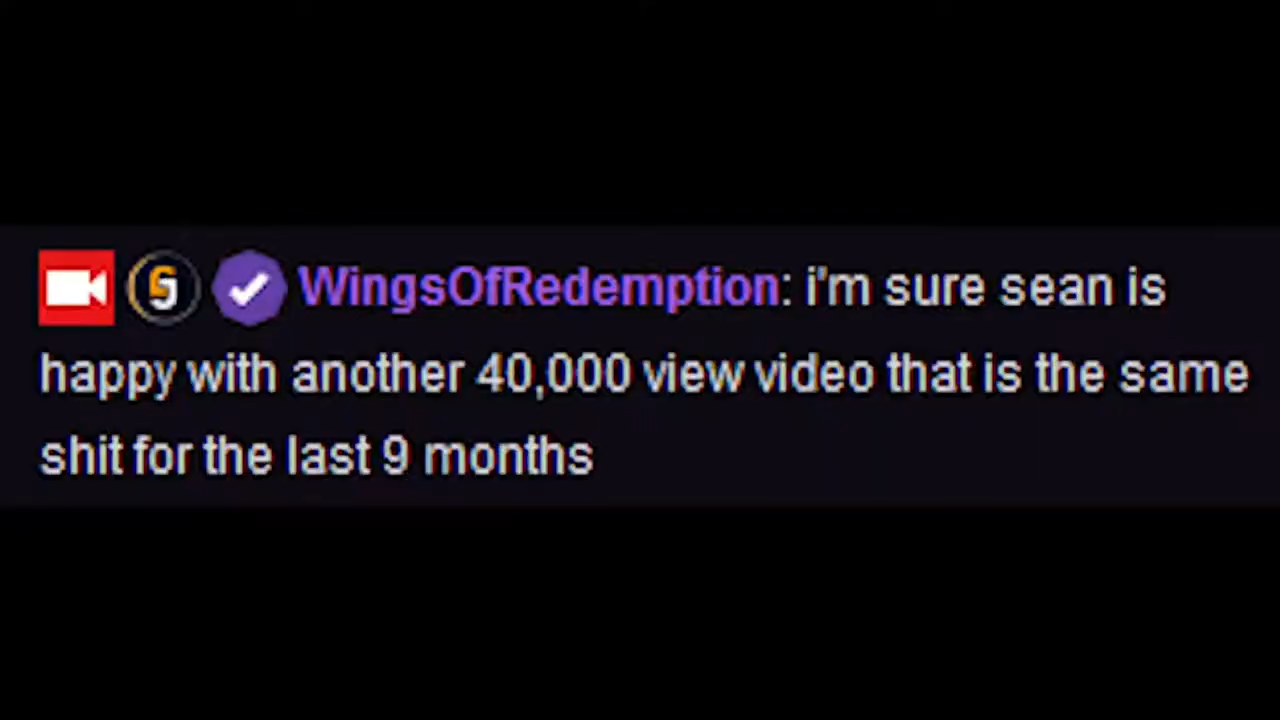 WingsOfRedemption: i'm sure sean is
happy with another 40,000 view video that is the same
shit for the last 9 months